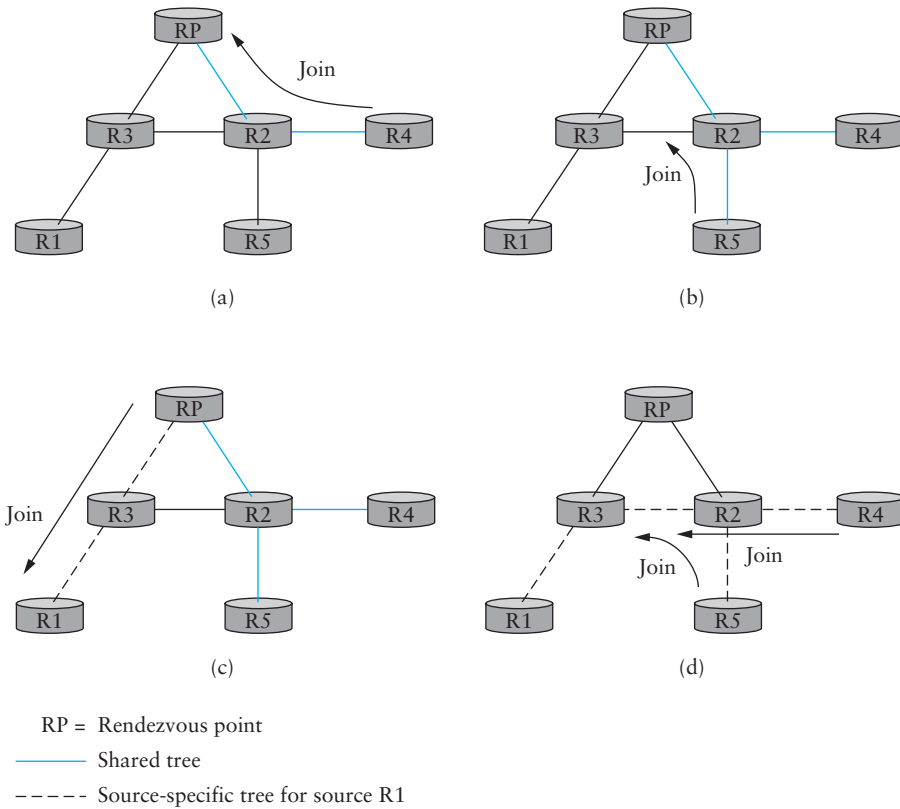 RP
Join
R3
R2
R4
R1
R5
(a)
RP
R3
R2
R4
Join
R1
R5
(b)
RP
Join
R3
R2
R4
R1
R5
(c)
RP
R3
R2
R4
Join
Join
R1
R5
(d)
RP = Rendezvous point
Shared tree
Source-specific tree for source R1